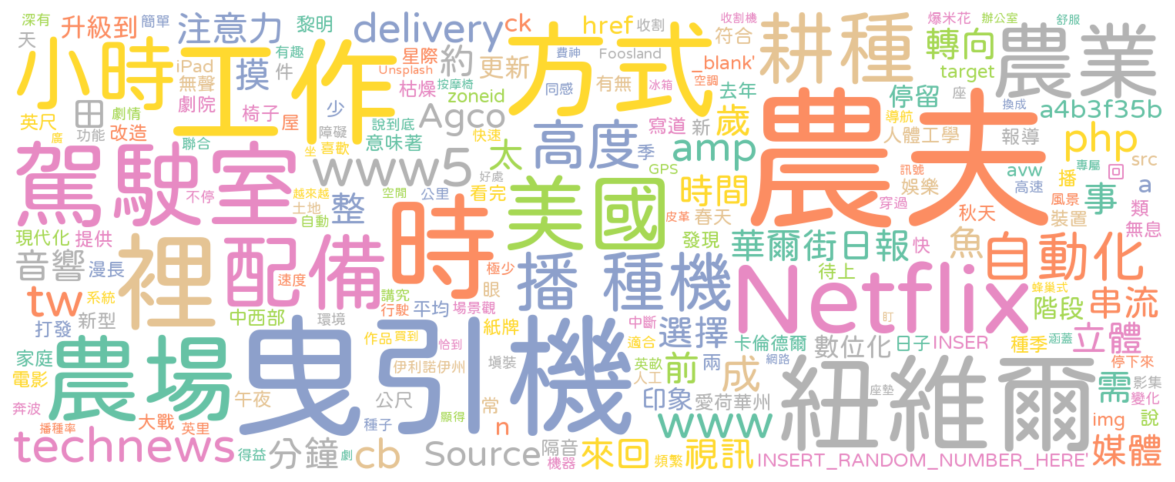 深有 簡單 升級到 注意力 黎明 delivery ck href 收割 收割機 爆米花 辦公室 舒服
天 小時 工作 有趣 星際 約 方式 符合 Foosland 耕種 轉向 農業
iPad 無聲 摸 件 Unsplash 更新 費神 _blank' target
田 劇情 劇院 椅子 枯燥 按摩椅 zoneid 同感 有無 冰箱 空調 去年 停留 座 a4b3f35b
英尺 廣 功能 改造 屋 少 障礙 說到底 Agco 快速 寫道 新 歲 導航 人體工學 報導 php
聯合 坐 喜歡 意味著 太 高度 季 amp 農夫 訊號 avw 回 src
駕駛室 www5 好處 GPS 時間 娛樂 高速 播 a
不停 越來越 空閒 公里 看完 美國 皮革 春天 穿過 秋天 風景 裝置 事 類
土地 自動 整 時 無息
現代化 提供 裡 配備 發現 華爾街日報 快 魚 自動化
音響 漫長 速度 極少 播 種機 待上 蜂巢式
tw 系統 講究 眼 Netflix 階段 串流
打發 新型 中西部 行駛 平均 場景觀 中斷 選擇 盯
環境 作品 買到 紙牌 適合 卡倫德爾 數位化 日子 INSER 種季 涵蓋 立體
家庭 農場 曳引機 恰到 塡裝 英畝 前 兩 網路 停下來
電影 伊利諾伊州 人工 成 座墊 紐維爾 需 影集
奔波 午夜 公尺 印象 愛荷華州 變化
大戰 種子 顯得 常 n www img 說
播種率 英里 technews 得益 分鐘 劇 cb Source 隔音 機器 來回 頻繁 視訊 INSERT_RANDOM_NUMBER_HERE' 媒體